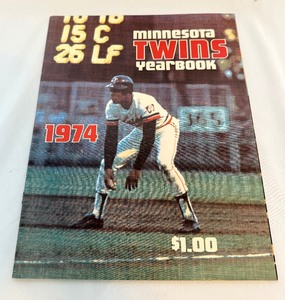 15 C
26 LF
minnesota
TWINS
YEARBOOK
1974
$1.00